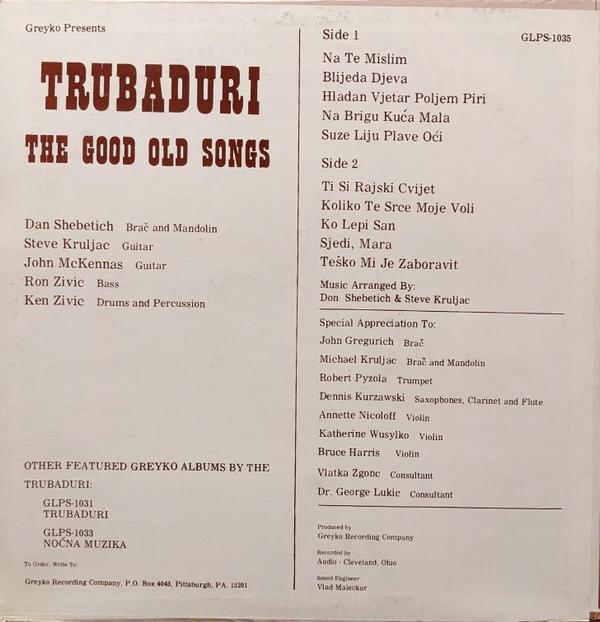 Greyko Presents
TRUBADURI
THE GOOD OLD SONGS
Dan Shebetich Brač and Mandolin
Steve Kruljac Guitar
John McKennas Guitar
Ron Zivic Bass
Ken Zivic Drums and Percussion
OTHER FEATURED GREYKO ALBUMS BY THE
TRUBADURI:
GLPS-1031
TRUBADURI
GLPS-1033
NOĆNA MUZIKA
To Order, Write To:
Greyko Recording Company, P.O. Box 4043, Pittsburgh, PA. 15201
Side 1 GLPS-1035
Na Te Mislim
Blijeda Djeva
Hladan Vjetar Poljem Piri
Na Brigu Kuća Mala
Suze Liju Plave Oći
Side 2
Ti Si Rajski Cvijet
Koliko Te Srce Moje Voli
Ko Lepi San
Sjedi, Mara
Teško Mi Je Zaboravit
Music Arranged By:
Don Shebetich & Steve Kruljac
Special Appreciation To:
John Gregurich Brač
Michael Kruljac Brač and Mandolin
Robert Pyzola Trumpet
Dennis Kurzawski Saxophones, Clarinet and Flute
Annette Nicoloff Violin
Katherine Wusylko Violin
Bruce Harris Violin
Vlatka Zgonc Consultant
Dr. George Lukic Consultant
Produced by
Greyko Recording Company
Recorded by
Audio - Cleveland, Ohio
Sound Engineer
Vlad Maleckar